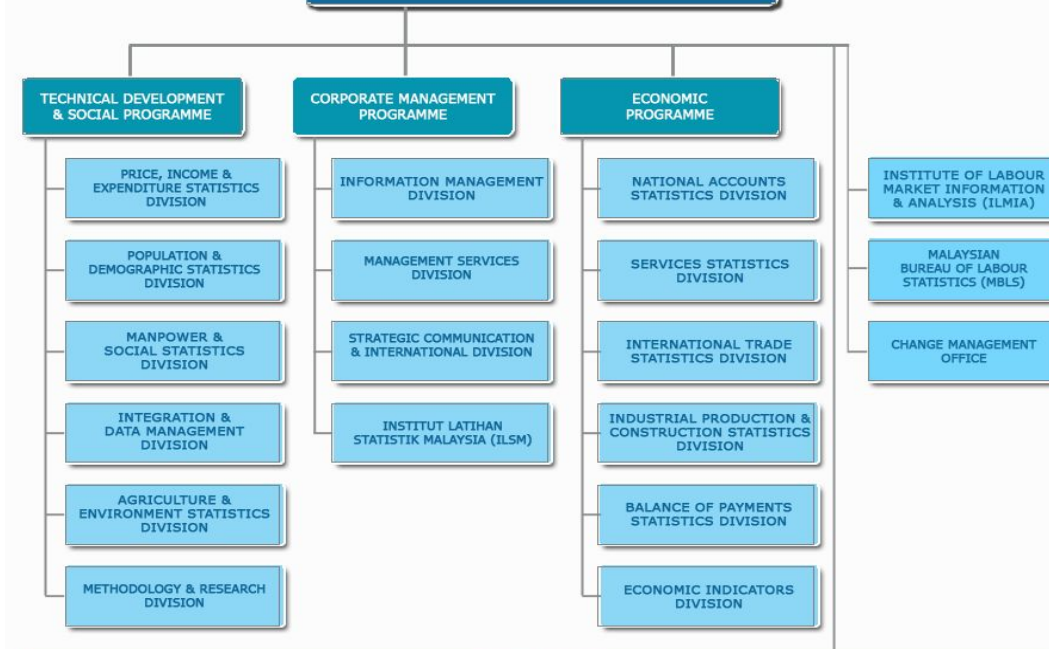 TECHNICAL DEVELOPMENT
& SOCIAL PROGRAMME
PRICE, INCOME &
EXPENDITURE STATISTICS
DIVISION
POPULATION &
DEMOGRAPHIC STATISTICS
DIVISION
MANPOWER &
SOCIAL STATISTICS
DIVISION
INTEGRATION &
DATA MANAGEMENT
DIVISION
AGRICULTURE &
ENVIRONMENT STATISTICS
DIVISION
METHODOLOGY & RESEARCH
DIVISION
CORPORATE MANAGEMENT
PROGRAMME
INFORMATION MANAGEMENT
DIVISION
MANAGEMENT SERVICES
DIVISION
STRATEGIC COMMUNICATION
& INTERNATIONAL DIVISION
INSTITUT LATIHAN
STATISTIK MALAYSIA (ILSM)
ECONOMIC
PROGRAMME
NATIONAL ACCOUNTS
STATISTICS DIVISION
SERVICES STATISTICS
DIVISION
INTERNATIONAL TRADE
STATISTICS DIVISION
INDUSTRIAL PRODUCTION &
CONSTRUCTION STATISTICS
DIVISION
BALANCE OF PAYMENTS
STATISTICS DIVISION
ECONOMIC INDICATORS
DIVISION
INSTITUTE OF LABOUR
MARKET INFORMATION
& ANALYSIS (ILMIA)
MALAYSIAN
BUREAU OF LABOUR
STATISTICS (MBLS)
CHANGE MANAGEMENT
OFFICE